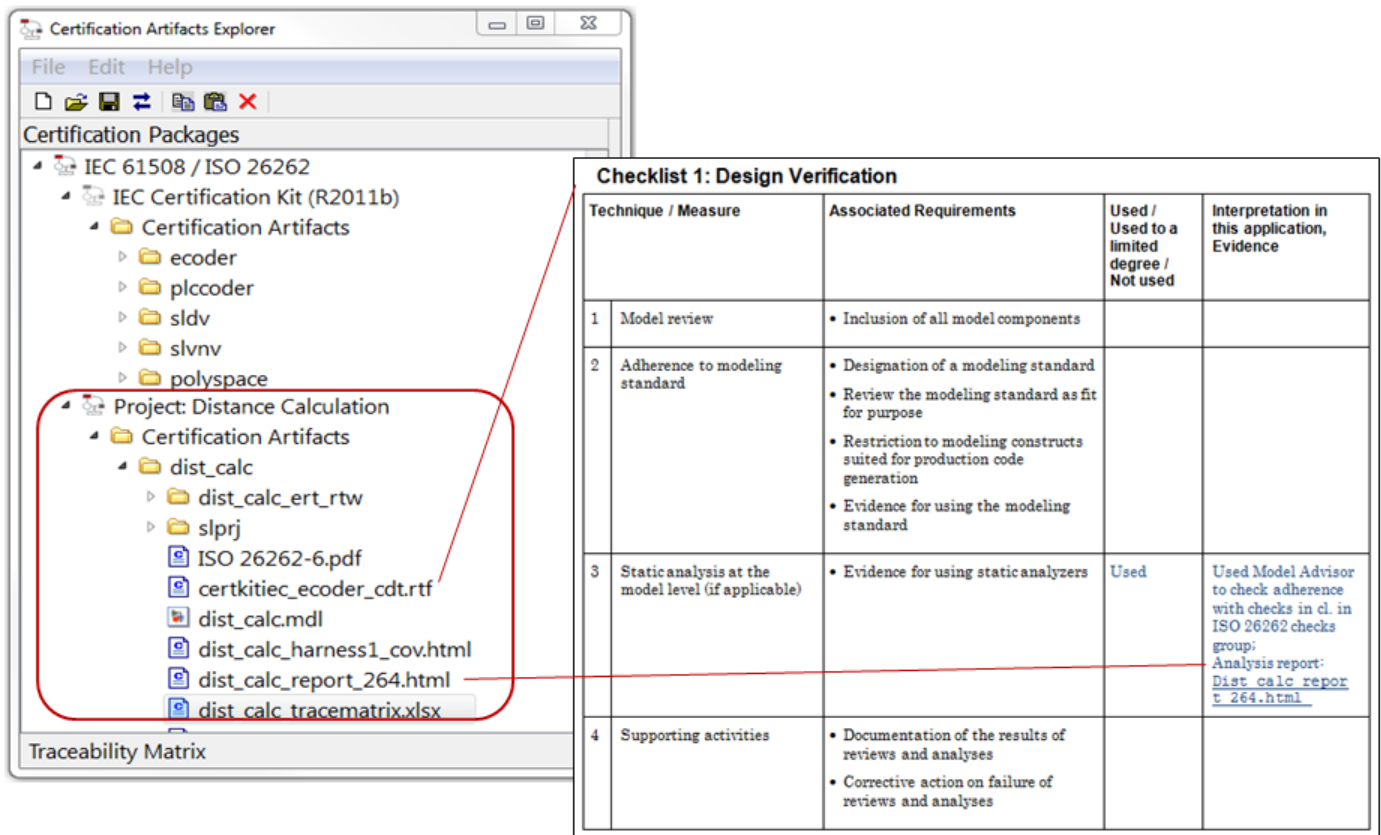 Certification Artifacts Explorer
File Edit Help
Certification Packages
IEC 61508 / ISO 26262
IEC Certification Kit (R2011b)
Certification Artifacts
ecoder
plccoder
sldv
slvnv
polyspace
Project: Distance Calculation
Certification Artifacts
dist_calc
dist_calc_ert_rtw
slprj
ISO 26262-6.pdf
certkitiec_ecoder_cdt.rtf
dist_calc.mdl
dist_calc_harness1_cov.html
dist_calc_report_264.html
dist_calc_tracematrix.xlsx
Traceability Matrix
Checklist 1: Design Verification
Technique / Measure
Associated Requirements
Used /
Used to a
limited
degree /
Not used
Interpretation in
this application,
Evidence
1 Model review
• Inclusion of all model components
2 Adherence to modeling
standard
• Designation of a modeling standard
• Review the modeling standard as fit
for purpose
• Restriction to modeling constructs
suited for production code
generation
• Evidence for using the modeling
standard
3 Static analysis at the
model level (if applicable)
• Evidence for using static analyzers
Used
Used Model Advisor
to check adherence
with checks in cl. in
ISO 26262 checks
group;
Analysis report:
Dist_calc_repor
t_264.html
4 Supporting activities
• Documentation of the results of
reviews and analyses
• Corrective action on failure of
reviews and analyses